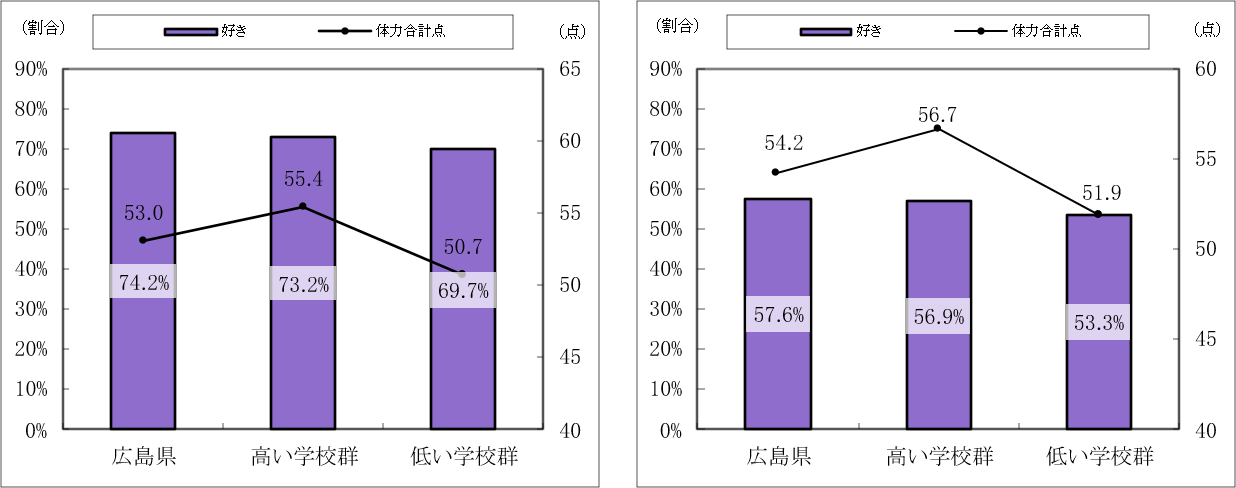 (割合) 好き 体力合計点 (点)
90% 65
80%
70% 60
60%
50% 55
40%
30% 50
20% 45
10%
0% 40
53.0 55.4 50.7
74.2% 73.2% 69.7%
広島県 高い学校群 低い学校群
(割合) 好き 体力合計点 (点)
90% 60
80%
70% 55
60%
50% 50
40%
30%
20% 45
10%
0% 40
54.2 56.7 51.9
57.6% 56.9% 53.3%
広島県 高い学校群 低い学校群